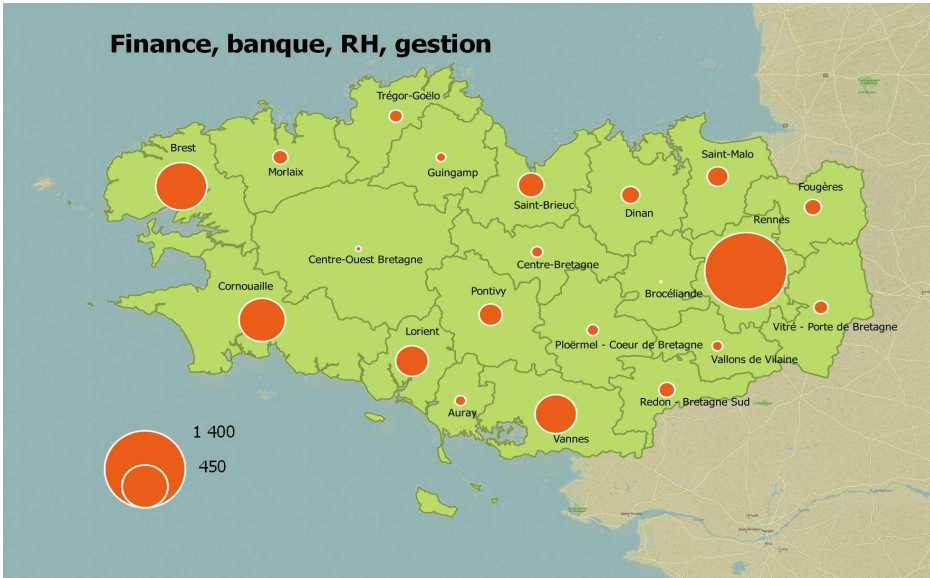 Finance, banque, RH, gestion
Trégor-Goëlo
Brest
Morlaix
Guingamp
Saint-Malo
Saint-Brieuc
Dinan
Fougères
Rennes
Centre-Ouest Bretagne
Centre-Bretagne
Cornouaille
Pontivy
Brocéliande
Lorient
Ploërmel - Coeur de Bretagne
Vitré - Porte de Bretagne
Vallons de Vilaine
Auray
Redon - Bretagne Sud
Vannes
1 400
450